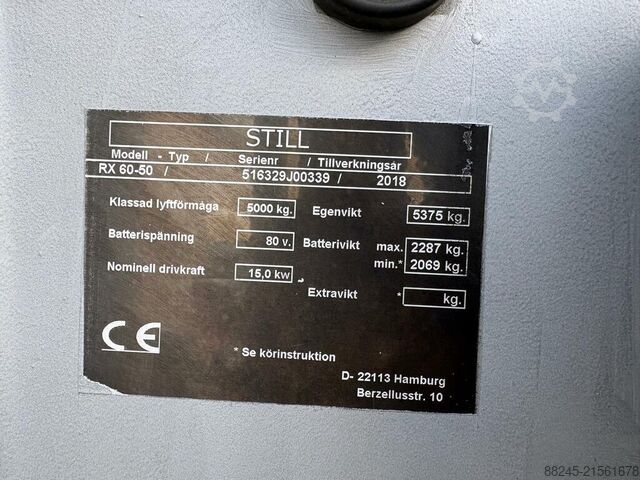 STILL
Modell - Typ / Serienr / Tillverkningsår
RX 60-50 / 516329J00339 / 2018
Klassad lyftförmåga 5000 kg. Egenvikt 5375 kg.
Batterispänning 80 v. Batterivikt max. 2287 kg.
min.* 2069 kg.
Nominell drivkraft 15,0 kw
Extravikt * kg.
CE
* Se körinstruktion
D- 22113 Hamburg
Berzeliusstr. 10
88245-21561678